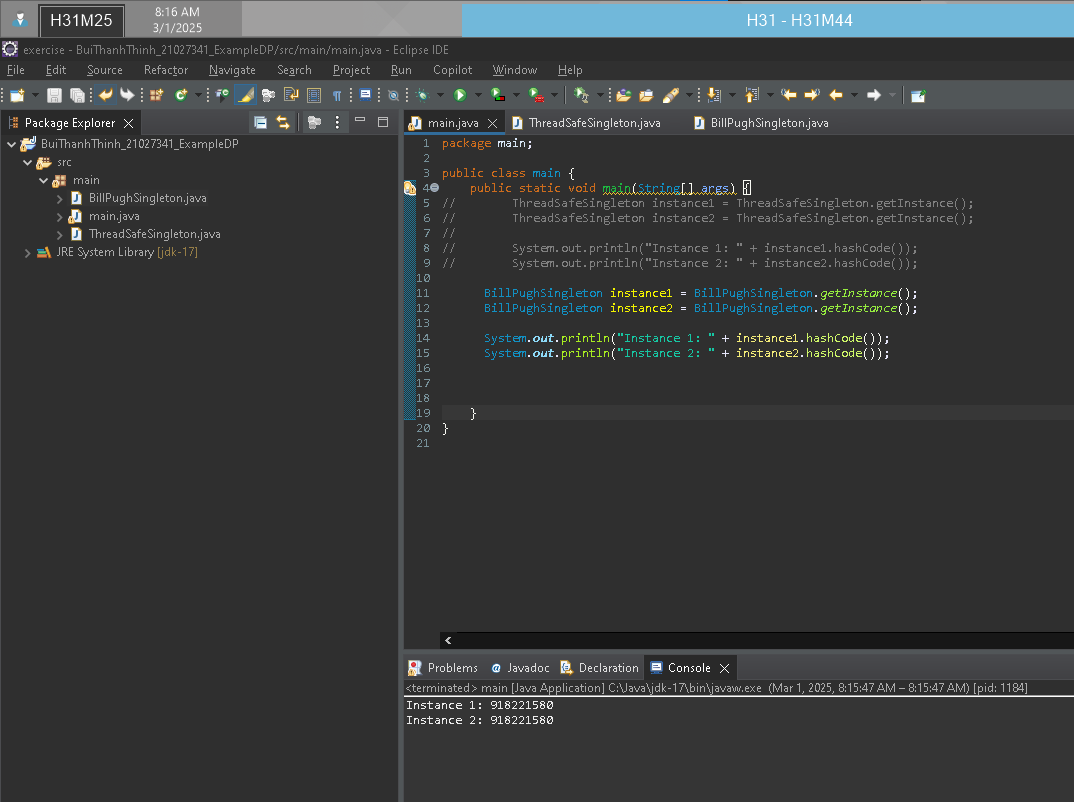 H31M25
8:16 AM
3/1/2025
H31 - H31M44
exercise - BuiThanhThinh_21027341_ExampleDP/src/main/main.java - Eclipse IDE
File Edit Source Refactor Navigate Search Project Run Copilot Window Help
Package Explorer
BuiThanhThinh_21027341_ExampleDP
src
main
BillPughSingleton.java
main.java
ThreadSafeSingleton.java
JRE System Library [jdk-17]
main.java ThreadSafeSingleton.java BillPughSingleton.java
1 package main;
2
3 public class main {
4 public static void main(String[] args) {
5 // ThreadSafeSingleton instance1 = ThreadSafeSingleton.getInstance();
6 // ThreadSafeSingleton instance2 = ThreadSafeSingleton.getInstance();
7 //
8 // System.out.println("Instance 1: " + instance1.hashCode());
9 // System.out.println("Instance 2: " + instance2.hashCode());
10
11 BillPughSingleton instance1 = BillPughSingleton.getInstance();
12 BillPughSingleton instance2 = BillPughSingleton.getInstance();
13
14 System.out.println("Instance 1: " + instance1.hashCode());
15 System.out.println("Instance 2: " + instance2.hashCode());
16
17
18
19 }
20 }
21
Problems Javadoc Declaration Console
<terminated> main [Java Application] C:\Java\jdk-17\bin\javaw.exe (Mar 1, 2025, 8:15:47 AM – 8:15:47 AM) [pid: 1184]
Instance 1: 918221580
Instance 2: 918221580